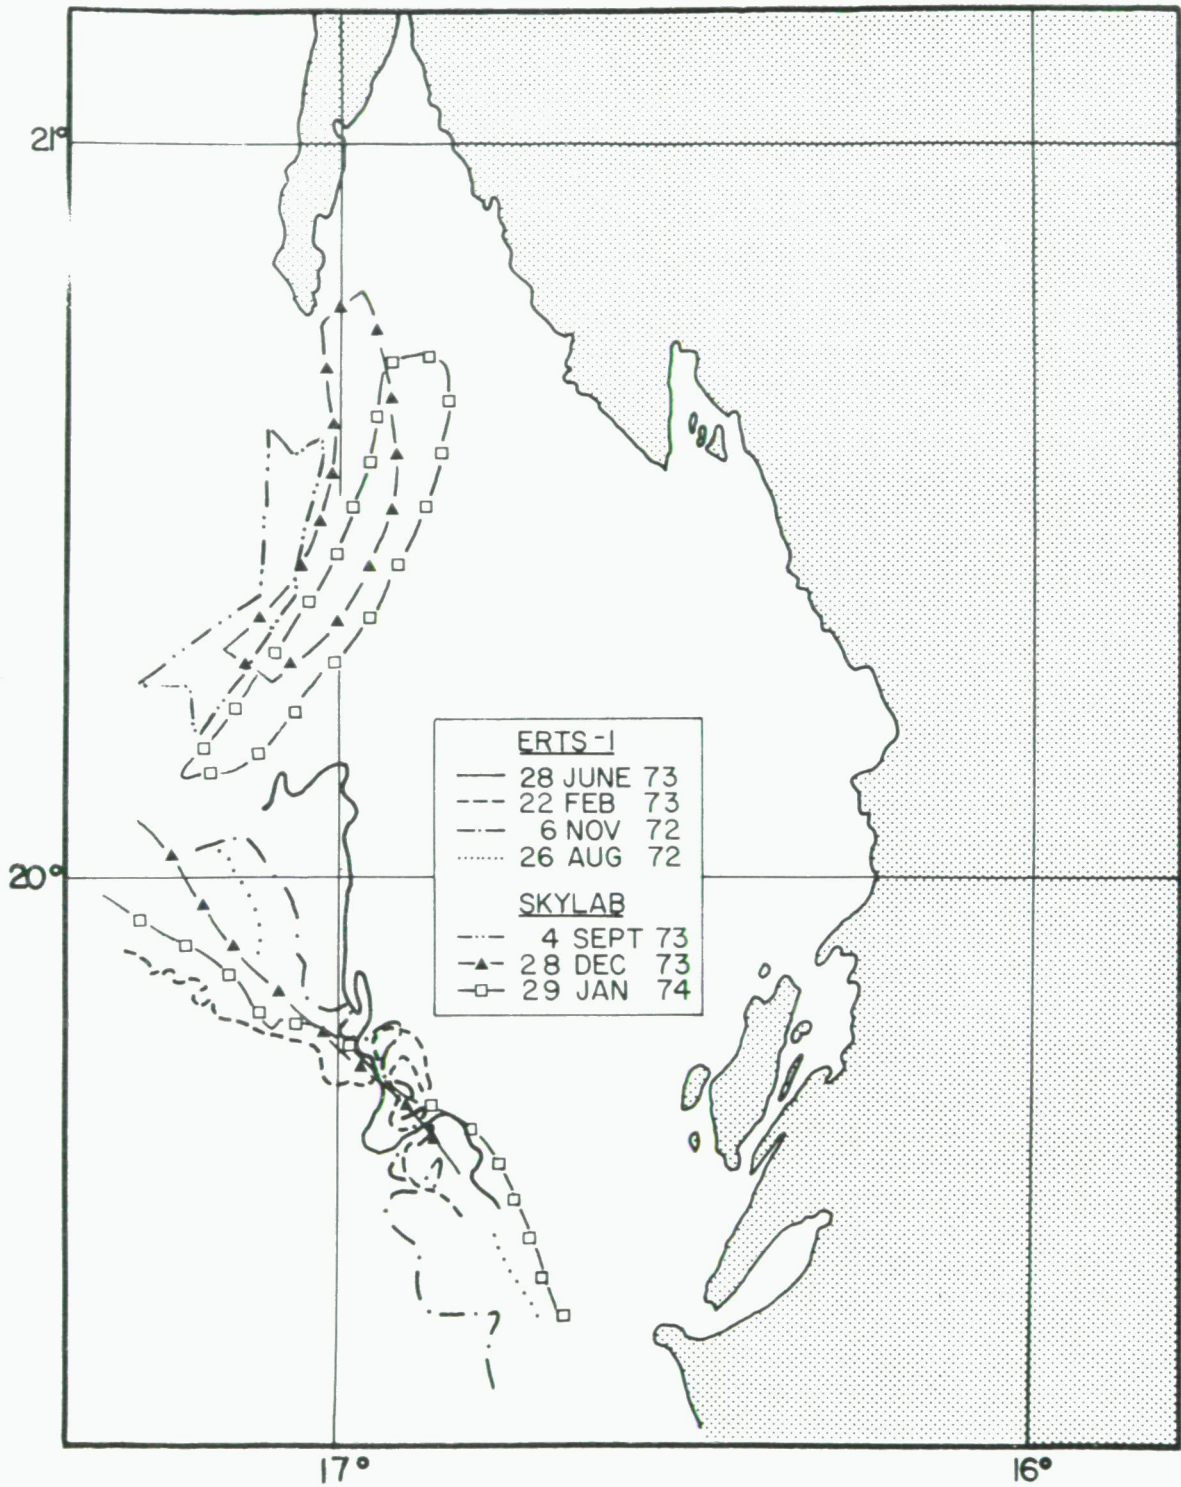 21°
ERTS-1
28 JUNE 73
22 FEB 73
6 NOV 72
26 AUG 72
20°
SKYLAB
4 SEPT 73
28 DEC 73
29 JAN 74
17°
16°